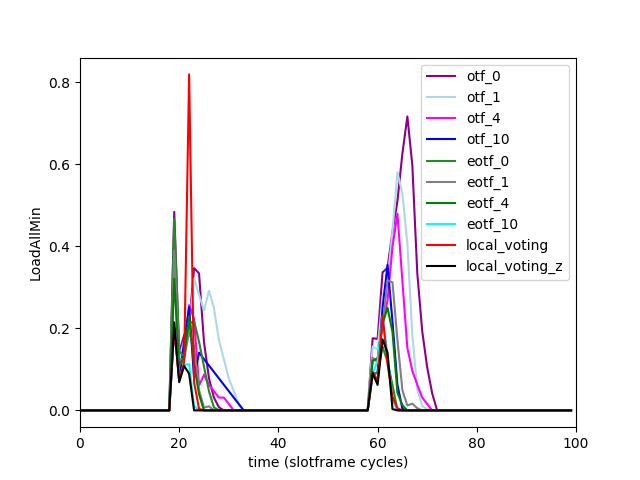 0.8
0.6
0.4
0.2
0.0
LoadAllMin
0 20 40 60 80 100
time (slotframe cycles)
otf_0
otf_1
otf_4
otf_10
eotf_0
eotf_1
eotf_4
eotf_10
local_voting
local_voting_z